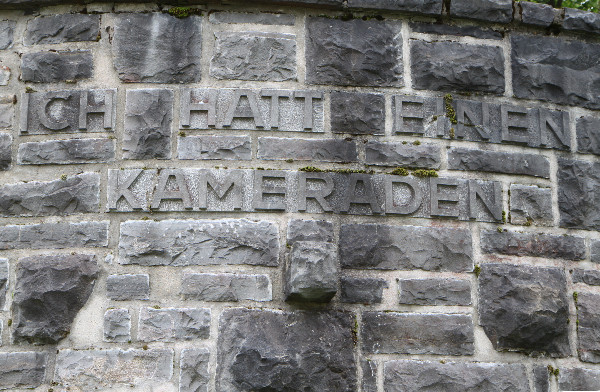 ICH HATT EINEN
KAMERADEN